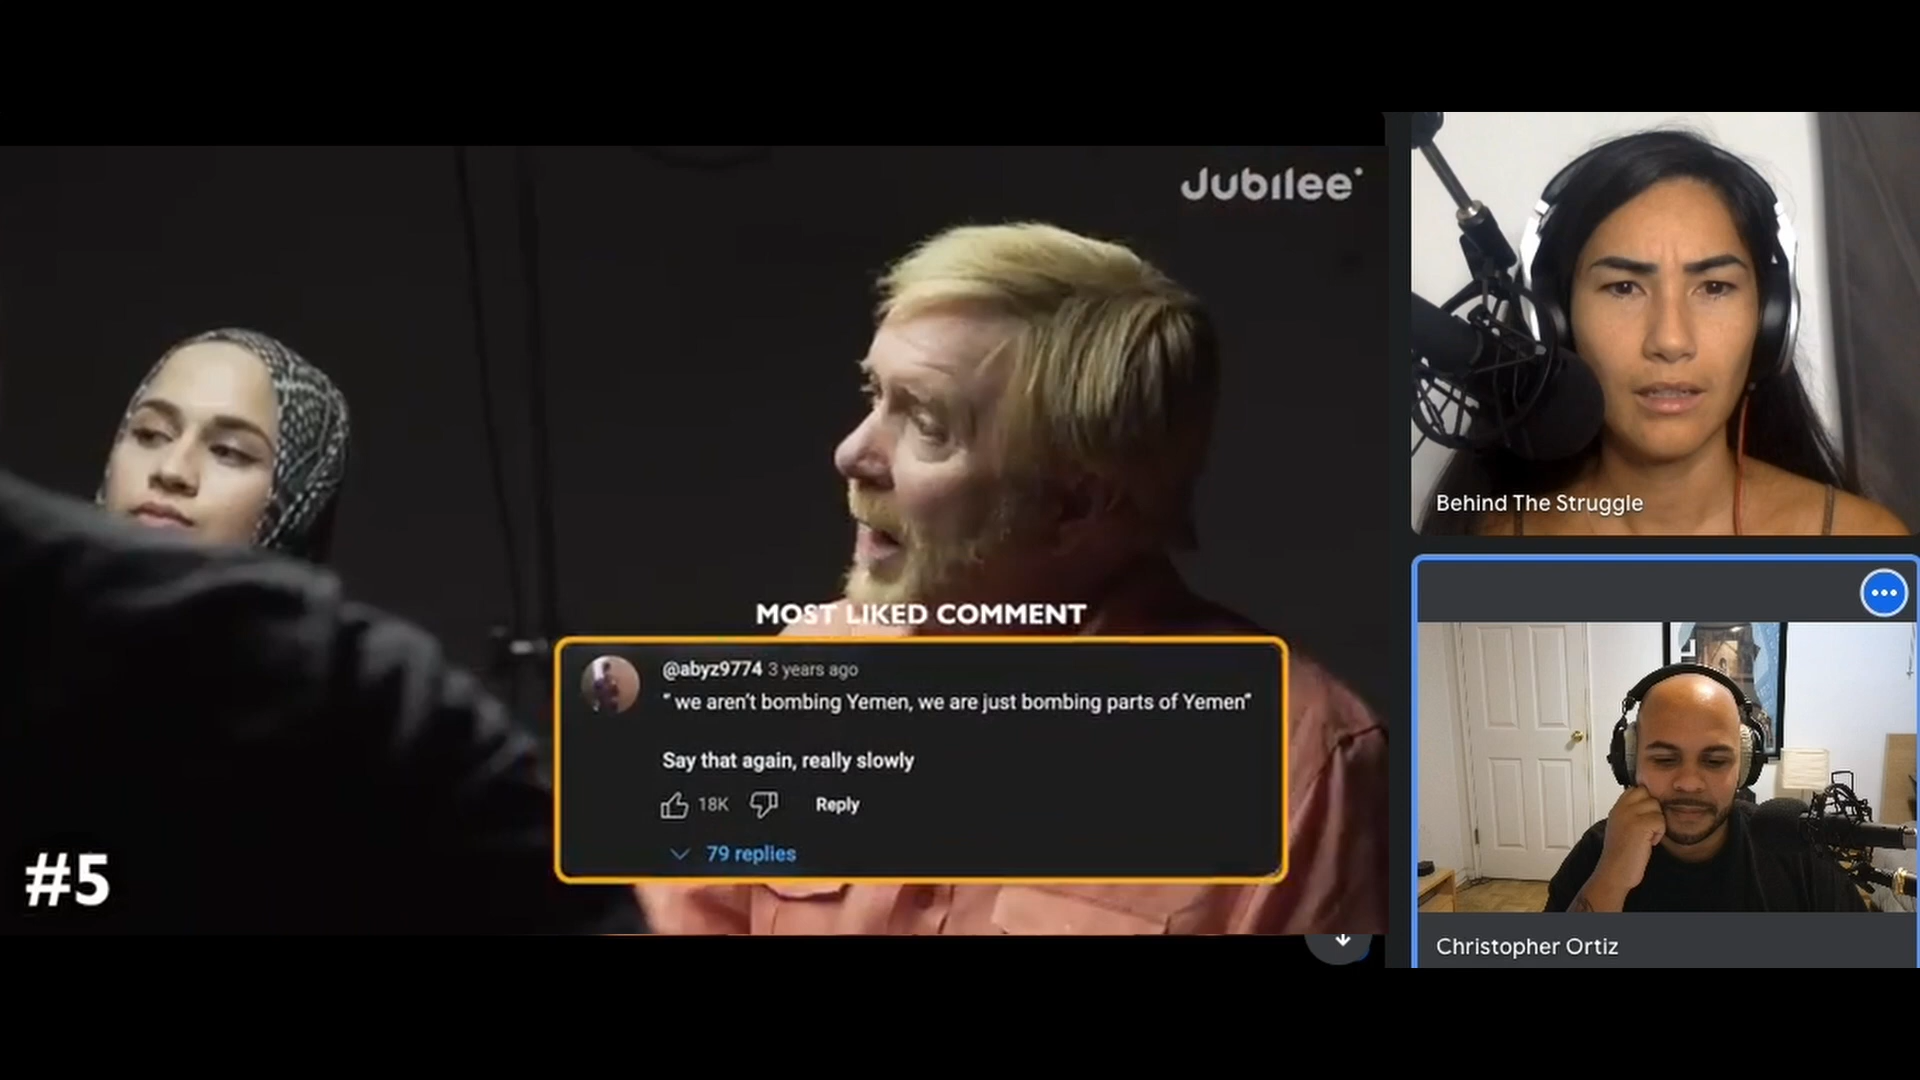 Jubilee
MOST LIKED COMMENT
@abyz9774 3 years ago
" we aren't bombing Yemen, we are just bombing parts of Yemen"
Say that again, really slowly
18K Reply
79 replies
#5
Behind The Struggle
Christopher Ortiz